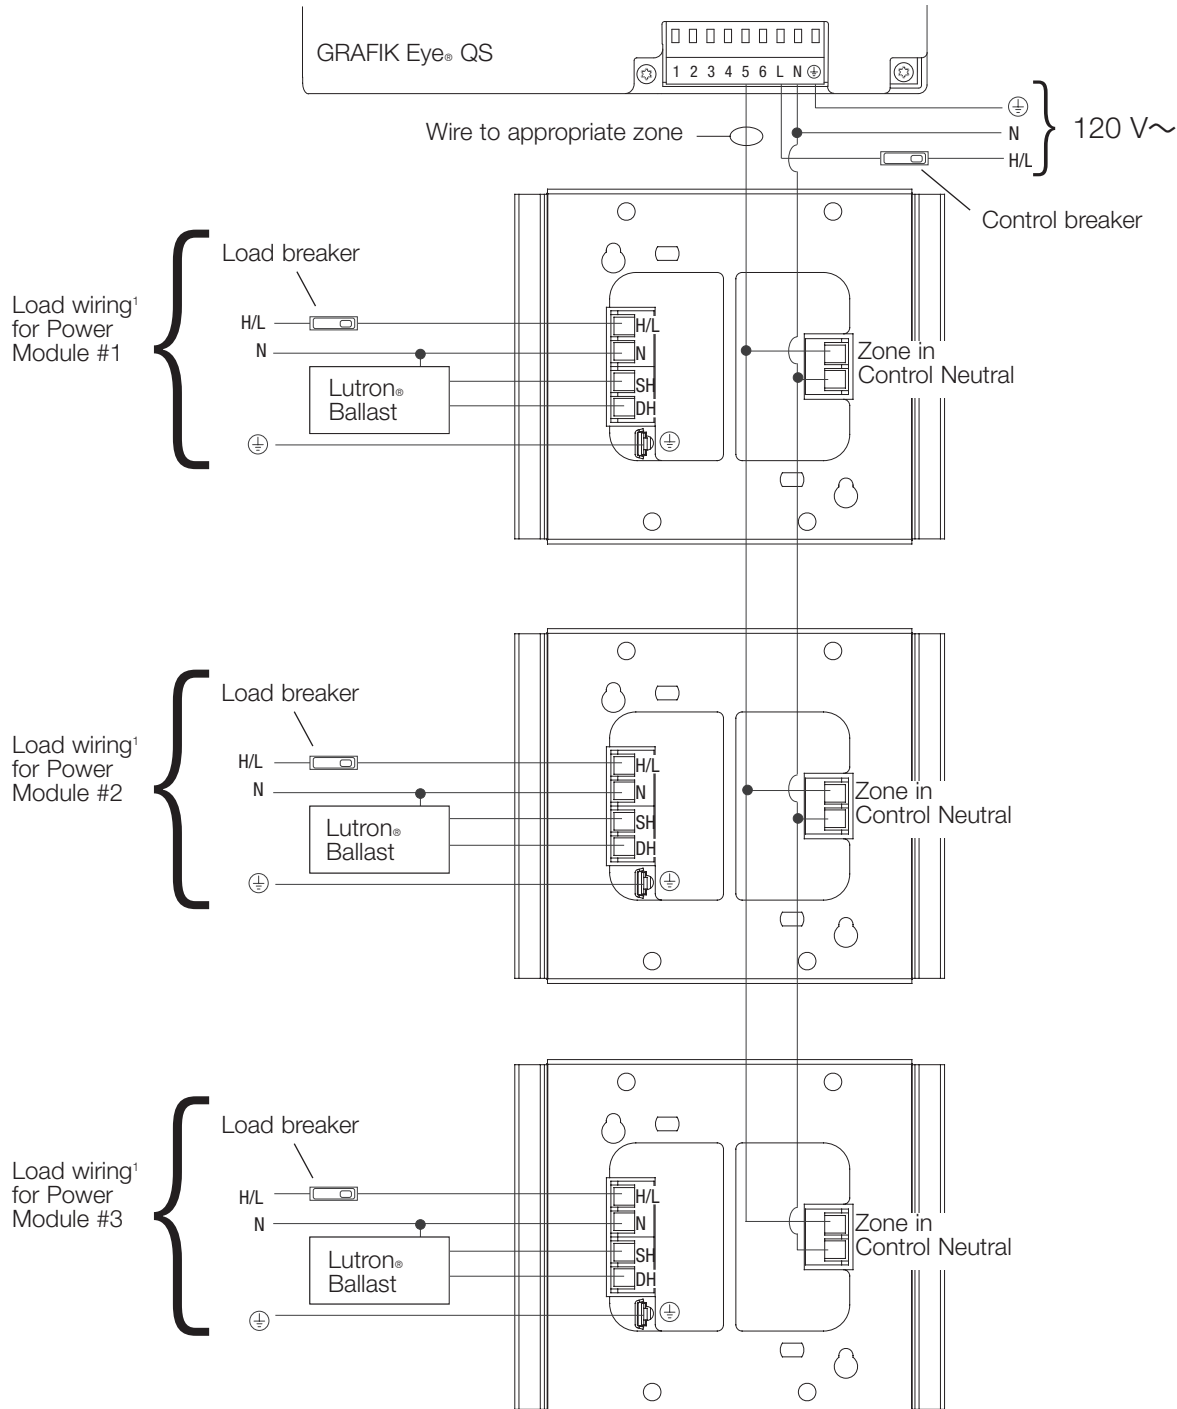 GRAFIK Eye® QS
1 2 3 4 5 6 L N
Wire to appropriate zone
N
H/L
120 V~
Control breaker
Load wiring¹
for Power
Module #1
Load breaker
H/L
N
Lutron®
Ballast
H/L
N
SH
DH
Zone in
Control Neutral
Load wiring¹
for Power
Module #2
Load breaker
H/L
N
Lutron®
Ballast
H/L
N
SH
DH
Zone in
Control Neutral
Load wiring¹
for Power
Module #3
Load breaker
H/L
N
Lutron®
Ballast
H/L
N
SH
DH
Zone in
Control Neutral